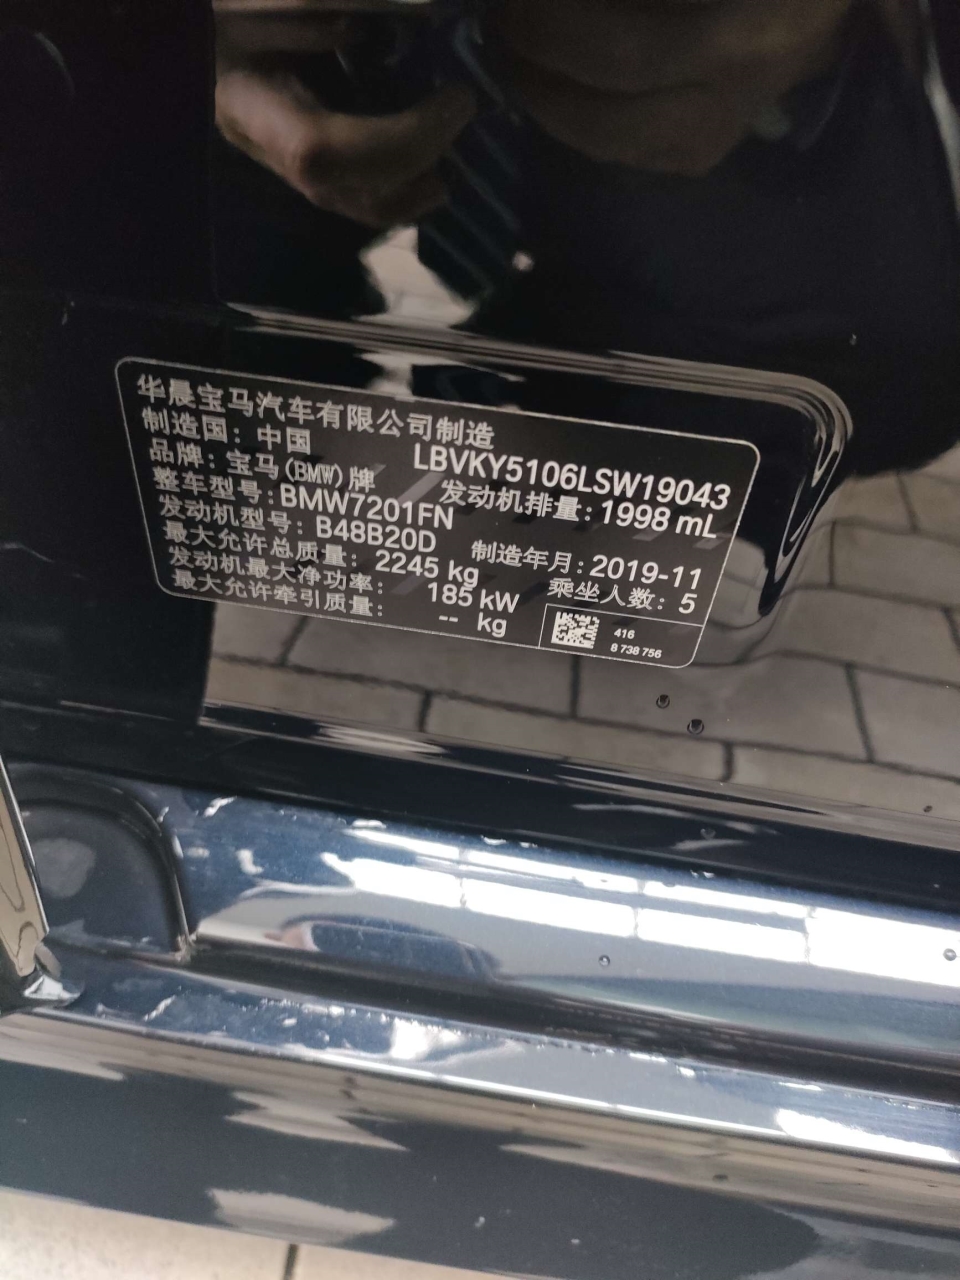 华晨宝马汽车有限公司制造
制造国：中国 LBVKY5106LSW19043
品牌：宝马(BMW)牌 发动机排量：1998 mL
整车型号：BMW7201FN
发动机型号：B48B20D 制造年月：2019-11
最大允许总质量：2245 kg 乘坐人数：5
发动机最大净功率：185 kW
最大允许牵引质量：-- kg
416
8 738 756